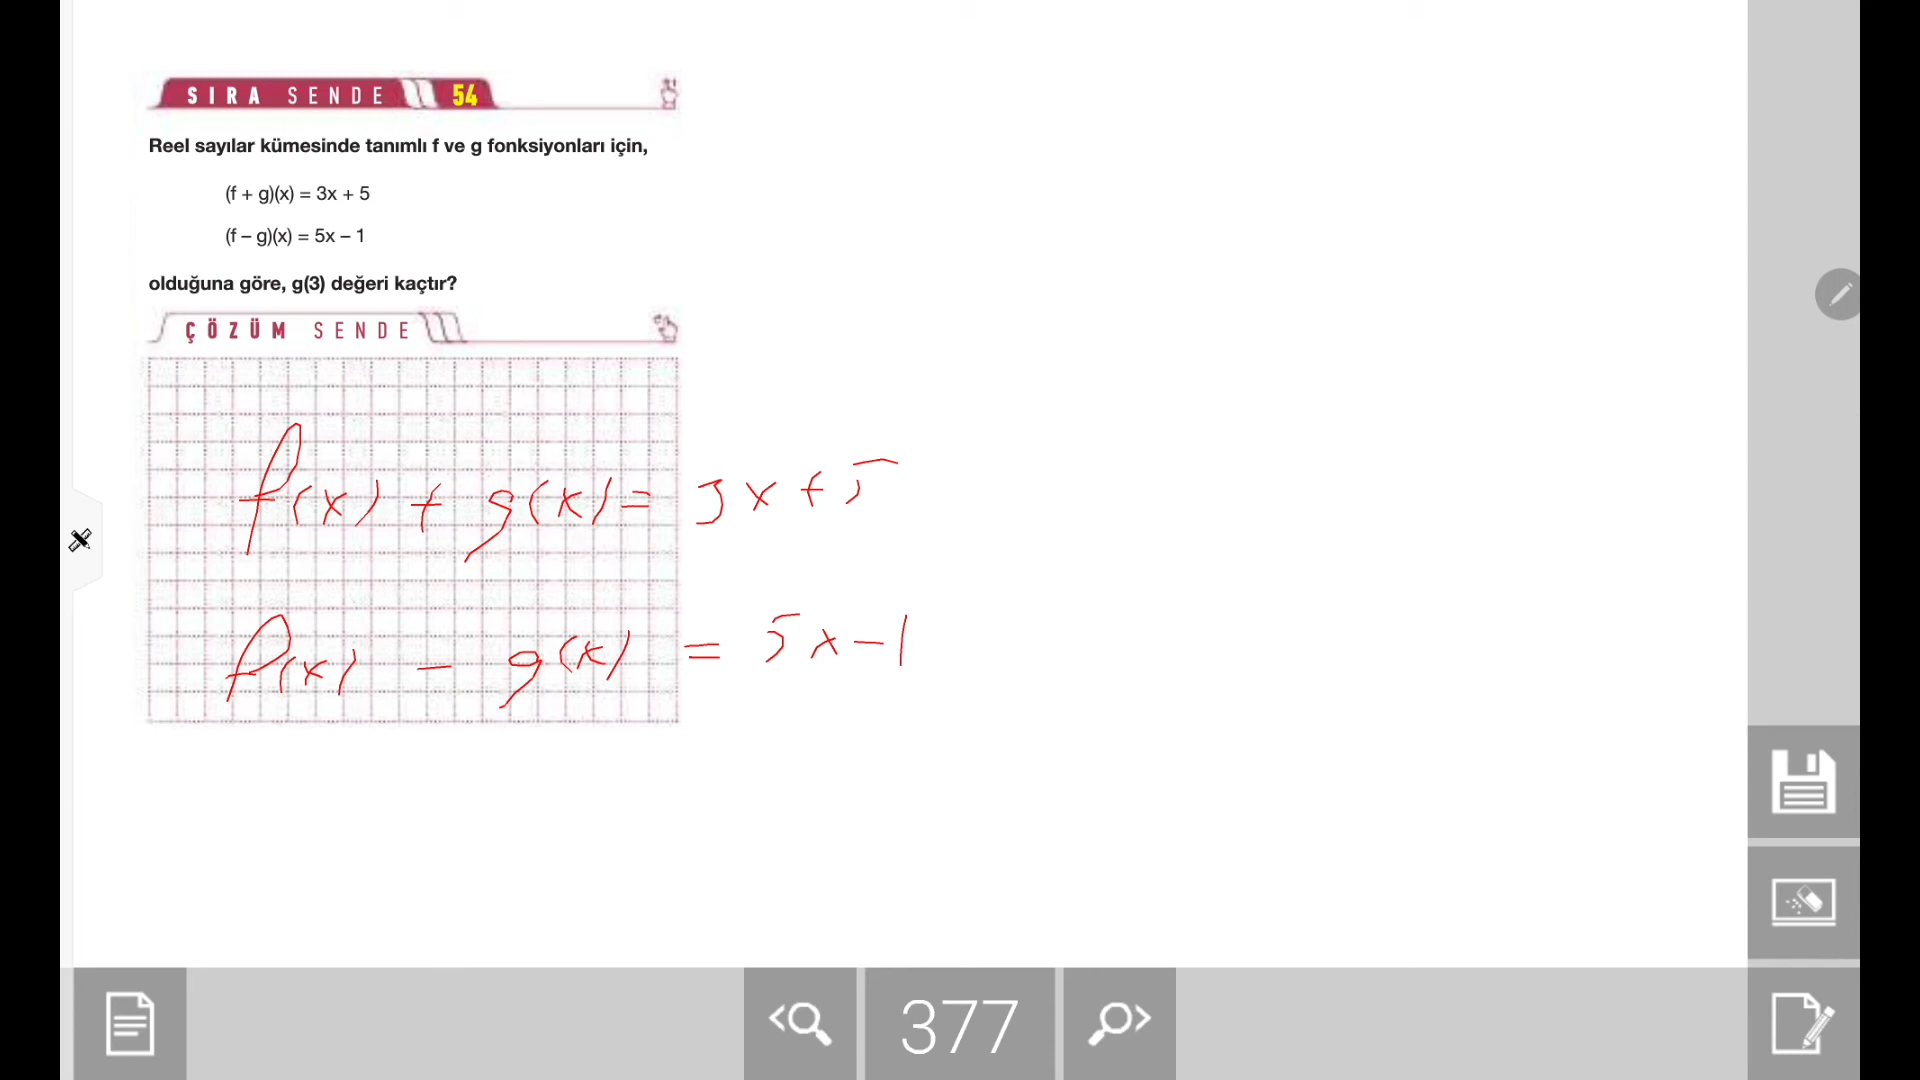 SIRA SENDE 54
Reel sayılar kümesinde tanımlı f ve g fonksiyonları için,
(f + g)(x) = 3x + 5
(f – g)(x) = 5x – 1
olduğuna göre, g(3) değeri kaçtır?
ÇÖZÜM SENDE
f(x) + g(x) = 3x + 5
f(x) - g(x) = 5x - 1
377